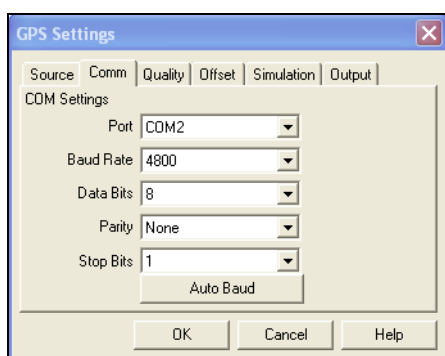 GPS Settings
Source Comm Quality Offset Simulation Output
COM Settings
Port COM2
Baud Rate 4800
Data Bits 8
Parity None
Stop Bits 1
Auto Baud
OK Cancel Help